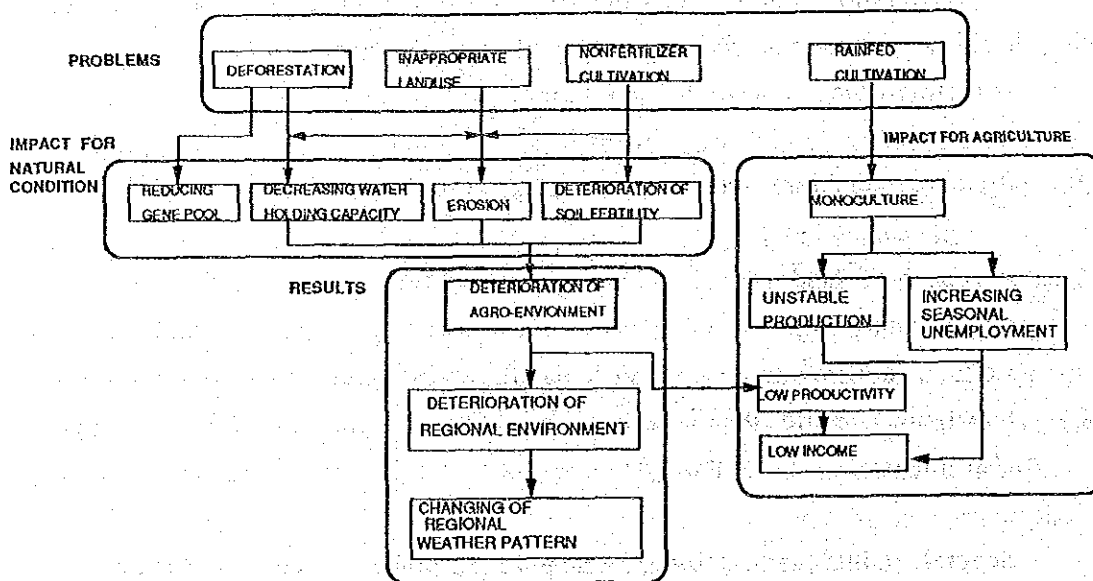 PROBLEMS
DEFORESTATION
INAPPROPRIATE
LANDUSE
NONFERTILIZER
CULTIVATION
RAINFED
CULTIVATION
IMPACT FOR
NATURAL
CONDITION
IMPACT FOR AGRICULTURE
REDUCING
GENE POOL
DECREASING WATER
HOLDING CAPACITY
EROSION
DETERIORATION OF
SOIL FERTILITY
MONOCULTURE
RESULTS
DETERIORATION OF
AGRO-ENVIONMENT
UNSTABLE
PRODUCTION
INCREASING
SEASONAL
UNEMPLOYMENT
DETERIORATION OF
REGIONAL ENVIRONMENT
LOW PRODUCTIVITY
LOW INCOME
CHANGING OF
REGIONAL
WEATHER PATTERN